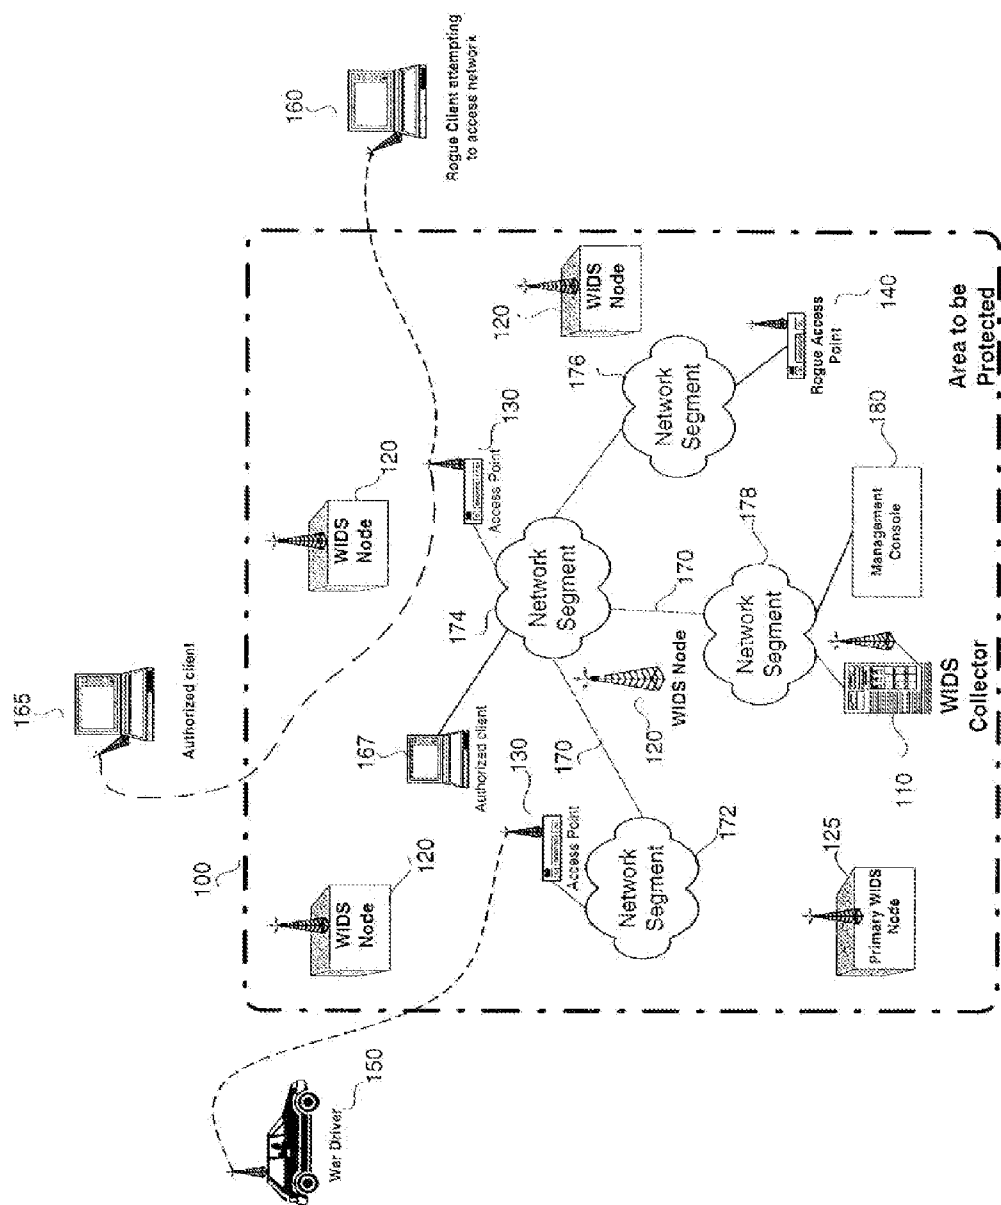 165
Authorized client
160
Rogue Client attempting
to access network
100
WIDS
Node
120
WIDS
Node
120
War Driver
150
167
Authorized client
174
130
Access Point
130
Access Point
120
WIDS
Node
Network
Segment
170
Network
Segment
176
Network
Segment
172
120
WIDS Node
170
178
Network
Segment
140
Rogue Access
Point
125
Primary WIDS
Node
110
WIDS
Collector
180
Management
Console
Area to be
Protected